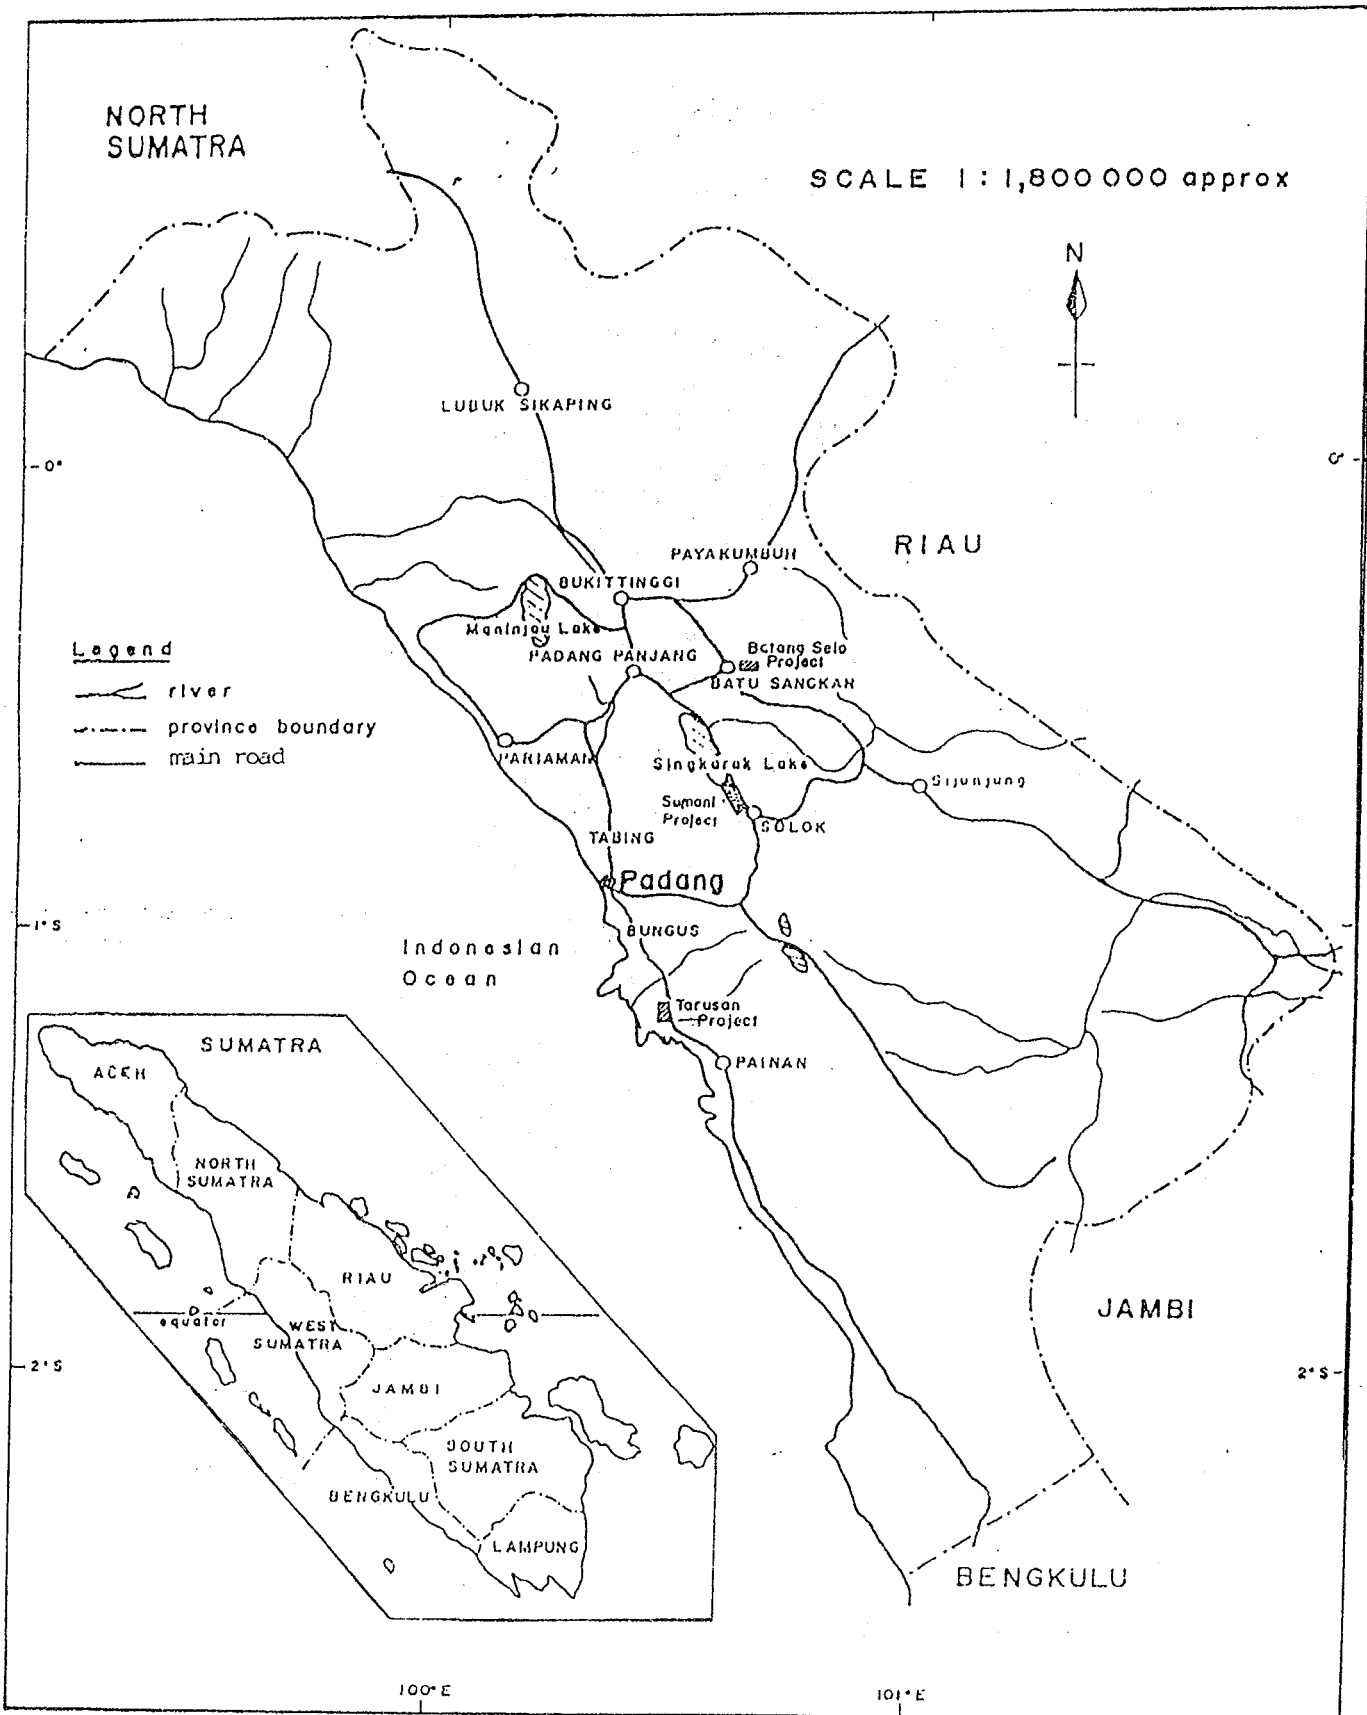 NORTH
SUMATRA
SCALE 1:1,800 000 approx
N
LUBUK SIKAPING
0°
0°
RIAU
PAYAKUMBUH
BUKITTINGGI
Maninjau Lake
PADANG PANJANG
Batang Selo
Project
BATU SANGKAR
Legend
river
province boundary
main road
PARIAMAN
Singkarak Lake
Sijunjung
Sumani
Project
SOLOK
TABING
Padang
1°S
BUNGUS
Indonesian
Ocean
Tarusan
Project
PAINAN
SUMATRA
ACEH
NORTH
SUMATRA
RIAU
equator
WEST
SUMATRA
JAMBI
2°S
2°S
JAMBI
SOUTH
SUMATRA
BENGKULU
LAMPUNG
BENGKULU
100°E
101°E